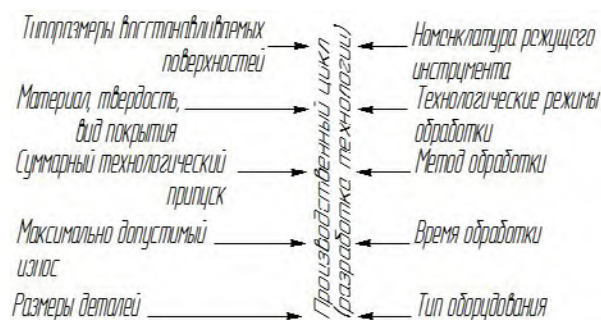 Типоразмеры восстанавливаемых
поверхностей
Материал, твердость,
вид покрытия
Суммарный технологический
припуск
Максимально допустимый
износ
Размеры деталей
Производственный цикл
(разработка технологии)
Номенклатура режущего
инструмента
Технологические режимы
обработки
Метод обработки
Время обработки
Тип оборудования